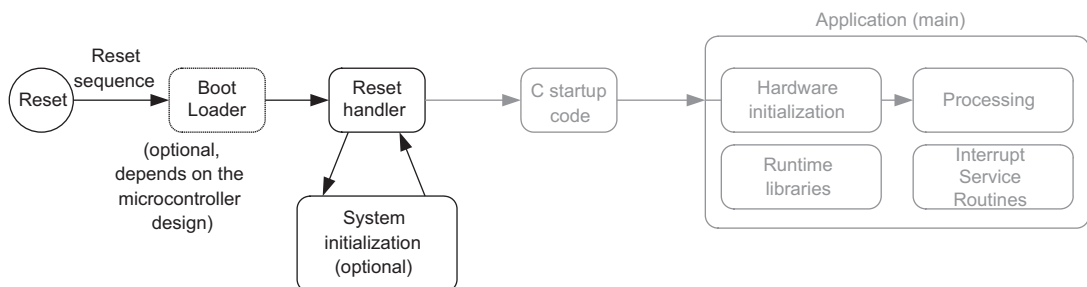 Application (main)
Reset
sequence
Reset
Boot
Loader
(optional,
depends on the
microcontroller
design)
Reset
handler
System
initialization
(optional)
C startup
code
Hardware
initialization
Processing
Runtime
libraries
Interrupt
Service
Routines